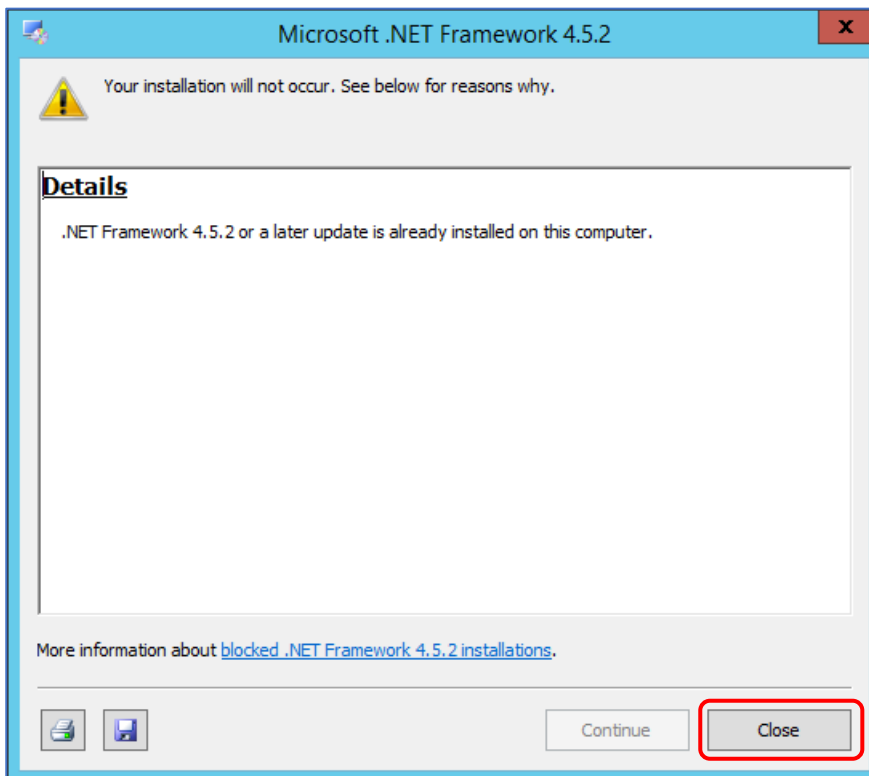 Microsoft .NET Framework 4.5.2
x
Your installation will not occur. See below for reasons why.
Details
.NET Framework 4.5.2 or a later update is already installed on this computer.
More information about blocked .NET Framework 4.5.2 installations.
Continue
Close